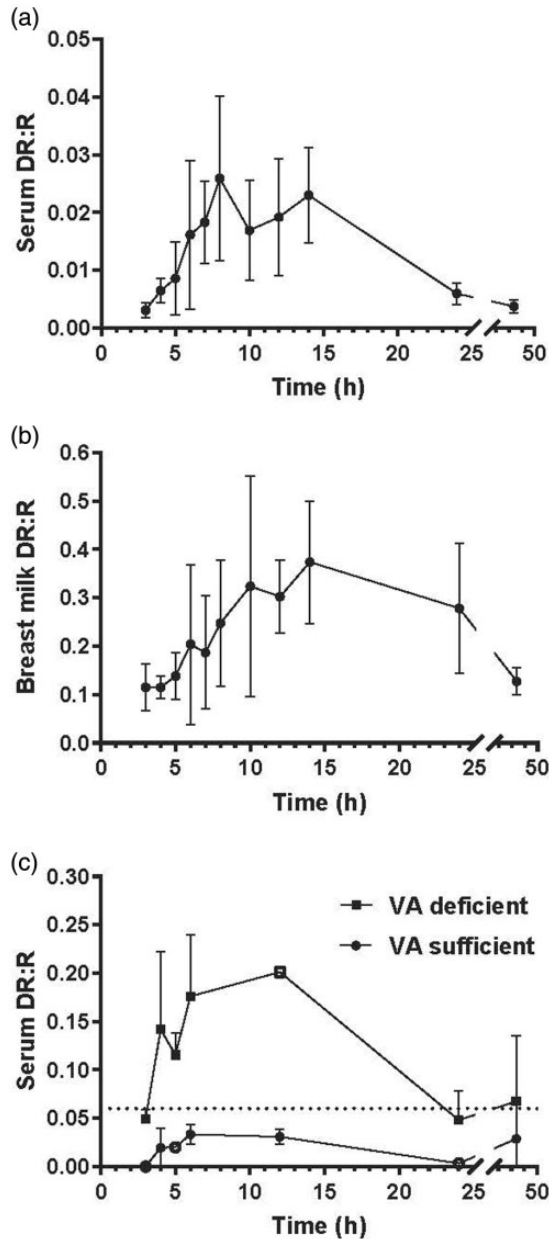 (a)
Serum DR:R
0.05
0.04
0.03
0.02
0.01
0.00
0 5 10 15 20 25 50
Time (h)
(b)
Breast milk DR:R
0.6
0.5
0.4
0.3
0.2
0.1
0.0
0 5 10 15 20 25 50
Time (h)
(c)
Serum DR:R
0.30
0.25
0.20
0.15
0.10
0.05
0.00
VA deficient
VA sufficient
0 5 10 15 20 25 50
Time (h)